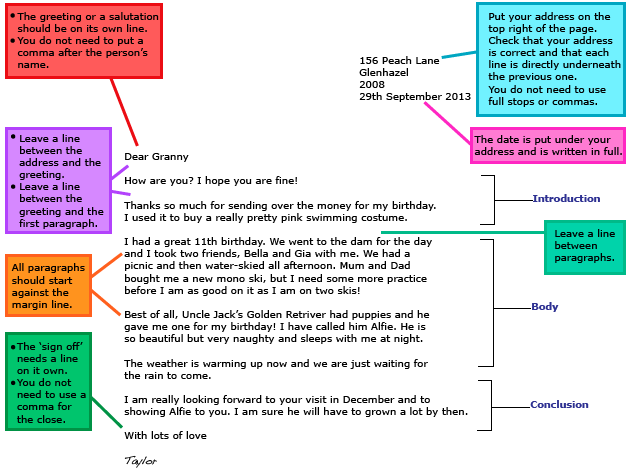 • The greeting or a salutation
should be on its own line.
• You do not need to put a
comma after the person's
name.
Put your address on the
top right of the page.
Check that your address
is correct and that each
line is directly underneath
the previous one.
You do not need to use
full stops or commas.
156 Peach Lane
Glenhazel
2008
29th September 2013
The date is put under your
address and is written in full.
• Leave a line
between the
address and the
greeting.
• Leave a line
between the
greeting and the
first paragraph.
Dear Granny
How are you? I hope you are fine!
Thanks so much for sending over the money for my birthday.
I used it to buy a really pretty pink swimming costume.
Introduction
Leave a line
between
paragraphs.
I had a great 11th birthday. We went to the dam for the day
and I took two friends, Bella and Gia with me. We had a
picnic and then water-skied all afternoon. Mum and Dad
bought me a new mono ski, but I need some more practice
before I am as good on it as I am on two skis!
All paragraphs
should start
against the
margin line.
Best of all, Uncle Jack's Golden Retriver had puppies and he
gave me one for my birthday! I have called him Alfie. He is
so beautiful but very naughty and sleeps with me at night.
Body
The weather is warming up now and we are just waiting for
the rain to come.
• The 'sign off'
needs a line
on it own.
• You do not
need to use a
comma for
the close.
I am really looking forward to your visit in December and to
showing Alfie to you. I am sure he will have to grown a lot by then.
Conclusion
With lots of love
Taylor